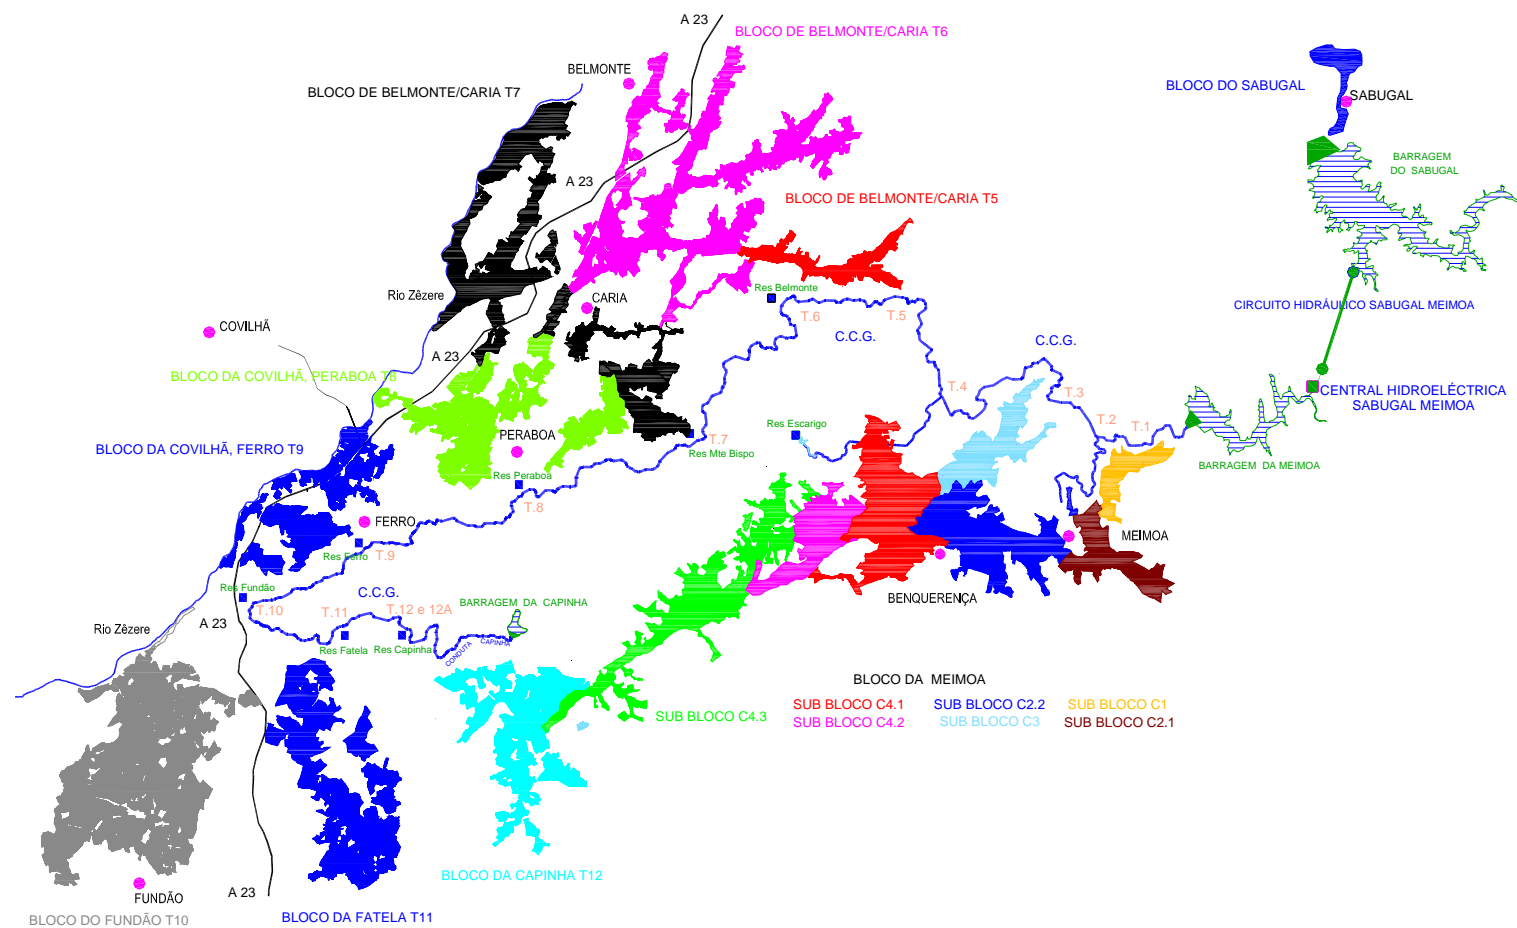 A 23
BLOCO DE BELMONTE/CARIA T6
BELMONTE
BLOCO DE BELMONTE/CARIA T7
BLOCO DO SABUGAL
SABUGAL
BARRAGEM
DO SABUGAL
A 23
BLOCO DE BELMONTE/CARIA T5
Rio Zêzere
CARIA
Res Belmonte
T.6
T.5
C.C.G.
C.C.G.
CIRCUITO HIDRÁULICO SABUGAL MEIMOA
COVILHÃ
A 23
BLOCO DA COVILHÃ, PERABOA T8
T.4
T.3
CENTRAL HIDROELÉCTRICA
SABUGAL MEIMOA
T.2
T.1
BLOCO DA COVILHÃ, FERRO T9
PERABOA
T.7
Res Mte Bispo
Res Escarigo
BARRAGEM DA MEIMOA
Res Peraboa
T.8
FERRO
MEIMOA
Res Ferro
T.9
Res Fundão
C.C.G.
BENQUERENÇA
BARRAGEM DA CAPINHA
T.10
T.11
T.12 e 12A
Rio Zêzere
A 23
Res Fatela
Res Capinha
CONDUTA
CAPINHA
BLOCO DA MEIMOA
SUB BLOCO C4.3
SUB BLOCO C4.1
SUB BLOCO C2.2
SUB BLOCO C1
SUB BLOCO C4.2
SUB BLOCO C3
SUB BLOCO C2.1
BLOCO DA CAPINHA T12
A 23
FUNDÃO
BLOCO DO FUNDÃO T10
BLOCO DA FATELA T11